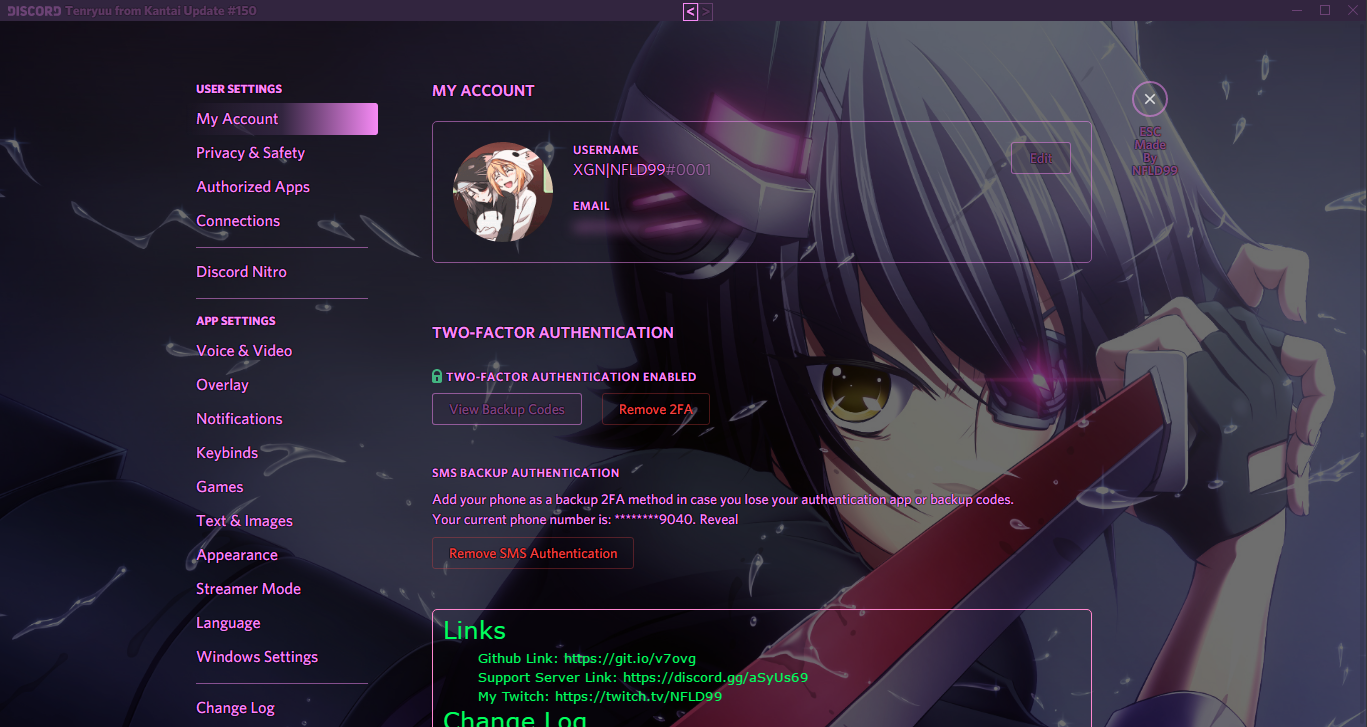 DISCORD Tenryuu from Kantai Update #150
< >
USER SETTINGS
My Account
Privacy & Safety
Authorized Apps
Connections
Discord Nitro
APP SETTINGS
Voice & Video
Overlay
Notifications
Keybinds
Games
Text & Images
Appearance
Streamer Mode
Language
Windows Settings
Change Log
MY ACCOUNT
USERNAME
XGN|NFLD99#0001
Edit
EMAIL
TWO-FACTOR AUTHENTICATION
TWO-FACTOR AUTHENTICATION ENABLED
View Backup Codes
Remove 2FA
SMS BACKUP AUTHENTICATION
Add your phone as a backup 2FA method in case you lose your authentication app or backup codes.
Your current phone number is: ********9040. Reveal
Remove SMS Authentication
Links
Github Link: https://git.io/v7ovg
Support Server Link: https://discord.gg/aSyUs69
My Twitch: https://twitch.tv/NFLD99
Change Log
ESC
Made
By
NFLD99